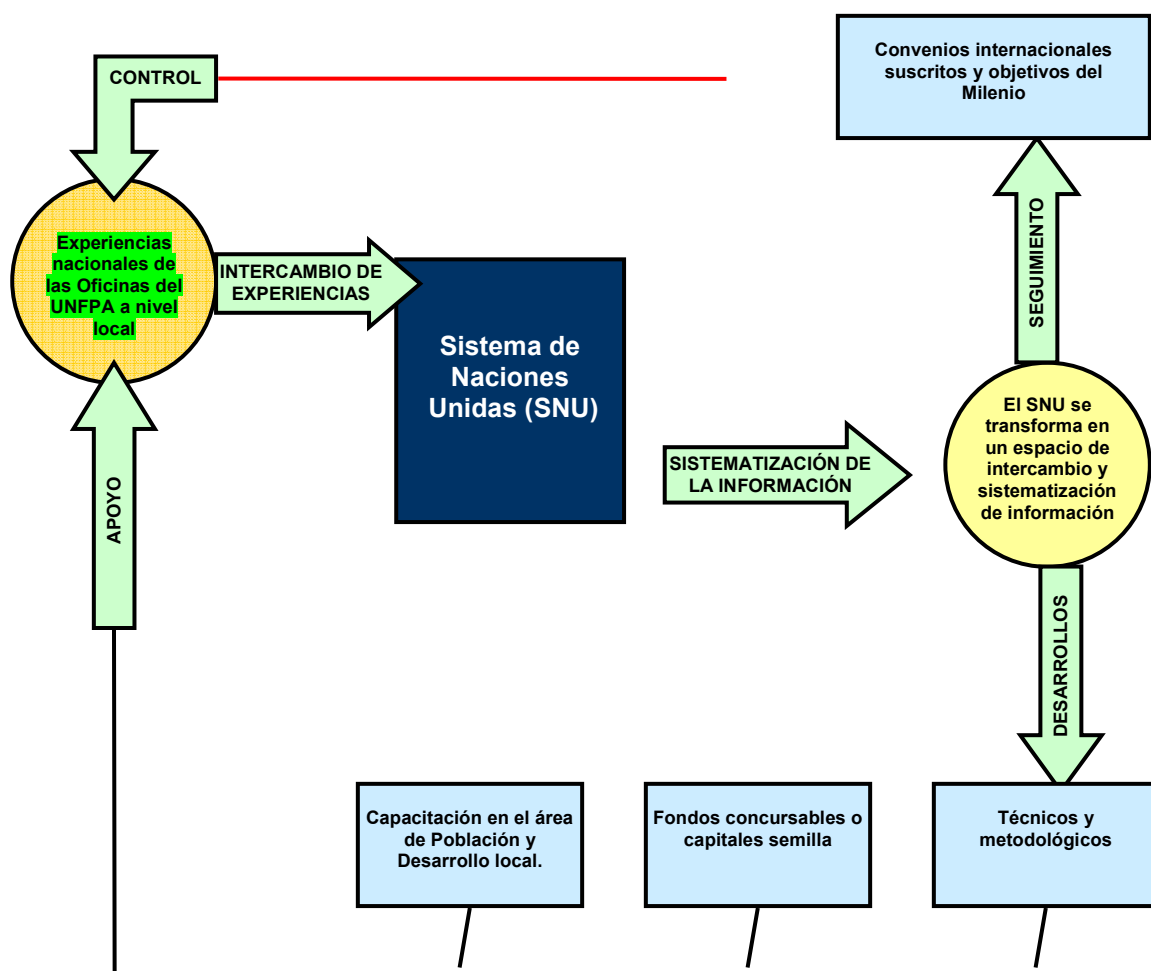 Convenios internacionales
suscritos y objetivos del
Milenio
CONTROL
SEGUIMIENTO
Experiencias
nacionales de
las Oficinas del
UNFPA a nivel
local
INTERCAMBIO DE
EXPERIENCIAS
Sistema de
Naciones
Unidas (SNU)
El SNU se
transforma en
un espacio de
intercambio y
sistematización
de información
SISTEMATIZACIÓN DE
LA INFORMACIÓN
APOYO
DESARROLLOS
Capacitación en el área
de Población y
Desarrollo local.
Fondos concursables o
capitales semilla
Técnicos y
metodológicos